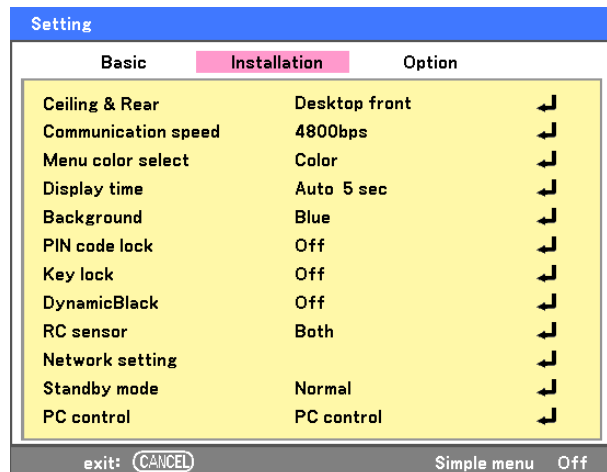 Setting
Basic Installation Option
Ceiling & Rear Desktop front
Communication speed 4800bps
Menu color select Color
Display time Auto 5 sec
Background Blue
PIN code lock Off
Key lock Off
DynamicBlack Off
RC sensor Both
Network setting
Standby mode Normal
PC control PC control
exit: CANCEL Simple menu Off